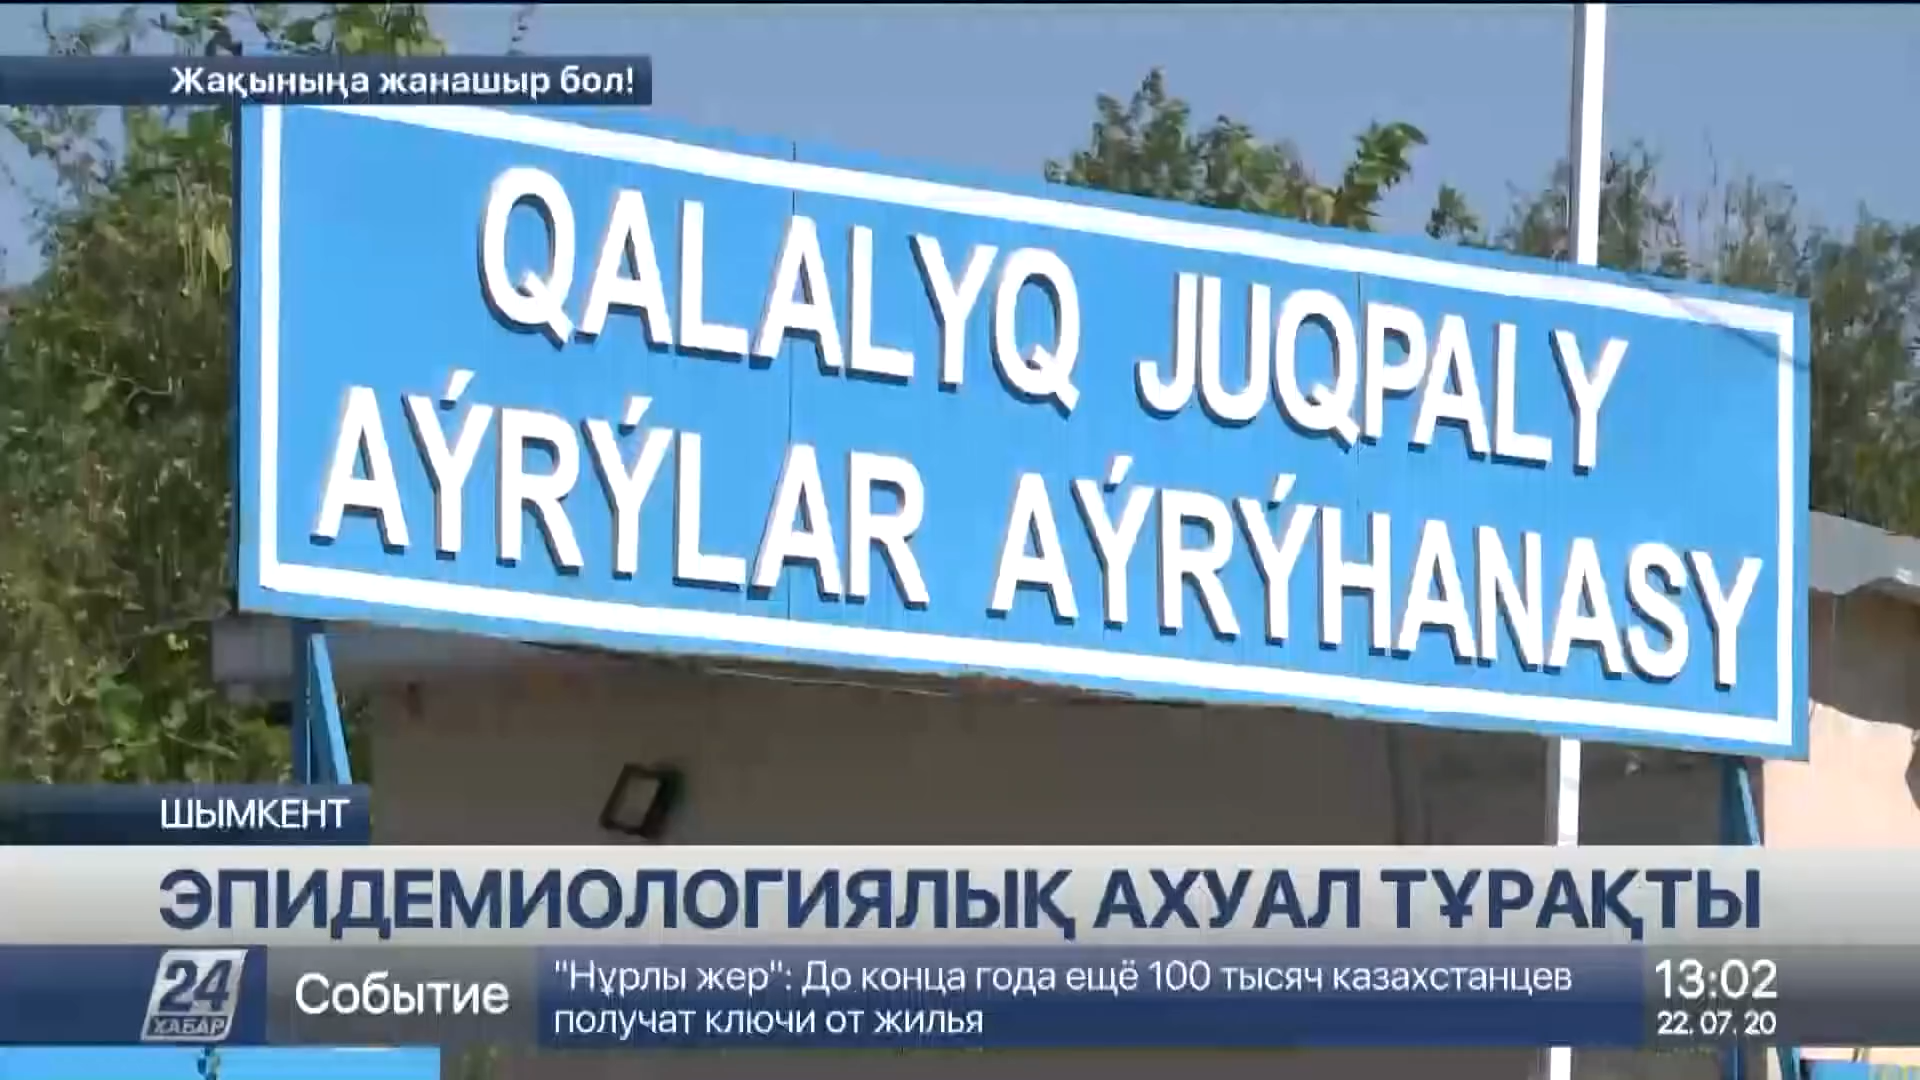 Жақыныңа жанашыр бол!
QALALYQ JUQPALY
AÝRÝLAR AÝRÝHANASY
ШЫМКЕНТ
ЭПИДЕМИОЛОГИЯЛЫҚ АХУАЛ ТҰРАҚТЫ
24
ХАБАР
Событие
"Нұрлы жер": До конца года ещё 100 тысяч казахстанцев
получат ключи от жилья
13:02
22.07.20